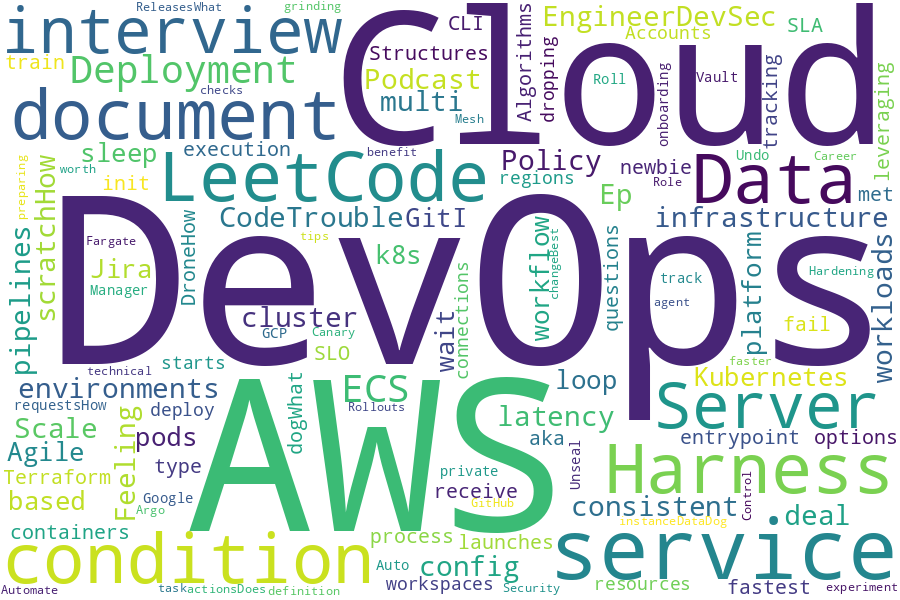 ReleasesWhat
grinding
interview
Cloud
CLI
EngineerDevSec
SLA
train
Deployment
Structures
Podcast
Algorithms
dropping
Accounts
Roll
Vault
onboarding
tracking
leveraging
checks
document
multi
Mesh
execution
benefit
sleep
worth
preparing
scratchHow
init
LeetCode
Policy
regions
newbie
Role
Ep
Data
Undo
Career
met
CodeTrouble
GitI
infrastructure
DevOps
tips
Fargate
Jira
Manager
DroneHow
k8s
pipelines
connections
workflow
changeBest
questions
track
agent
platform
Hardening
workloads
cluster
GCP
Canary
SLO
wait
fail
faster
technical
starts
environments
requestsHow
deploy
Rollouts
AWS
ECS
dogWhat
loop
latency
Kubernetes
Server
Scale
Feeling
pods
Agile
type
aka
entrypoint
options
Terraform
based
Google
Argo
private
receive
GitHub
Unseal
Harness
Control
consistent
deal
instanceDataDog
containers
process
launches
condition
Auto
config
service
workspaces
Security
resources
fastest
experiment
Automate
task
actionsDoes
definition